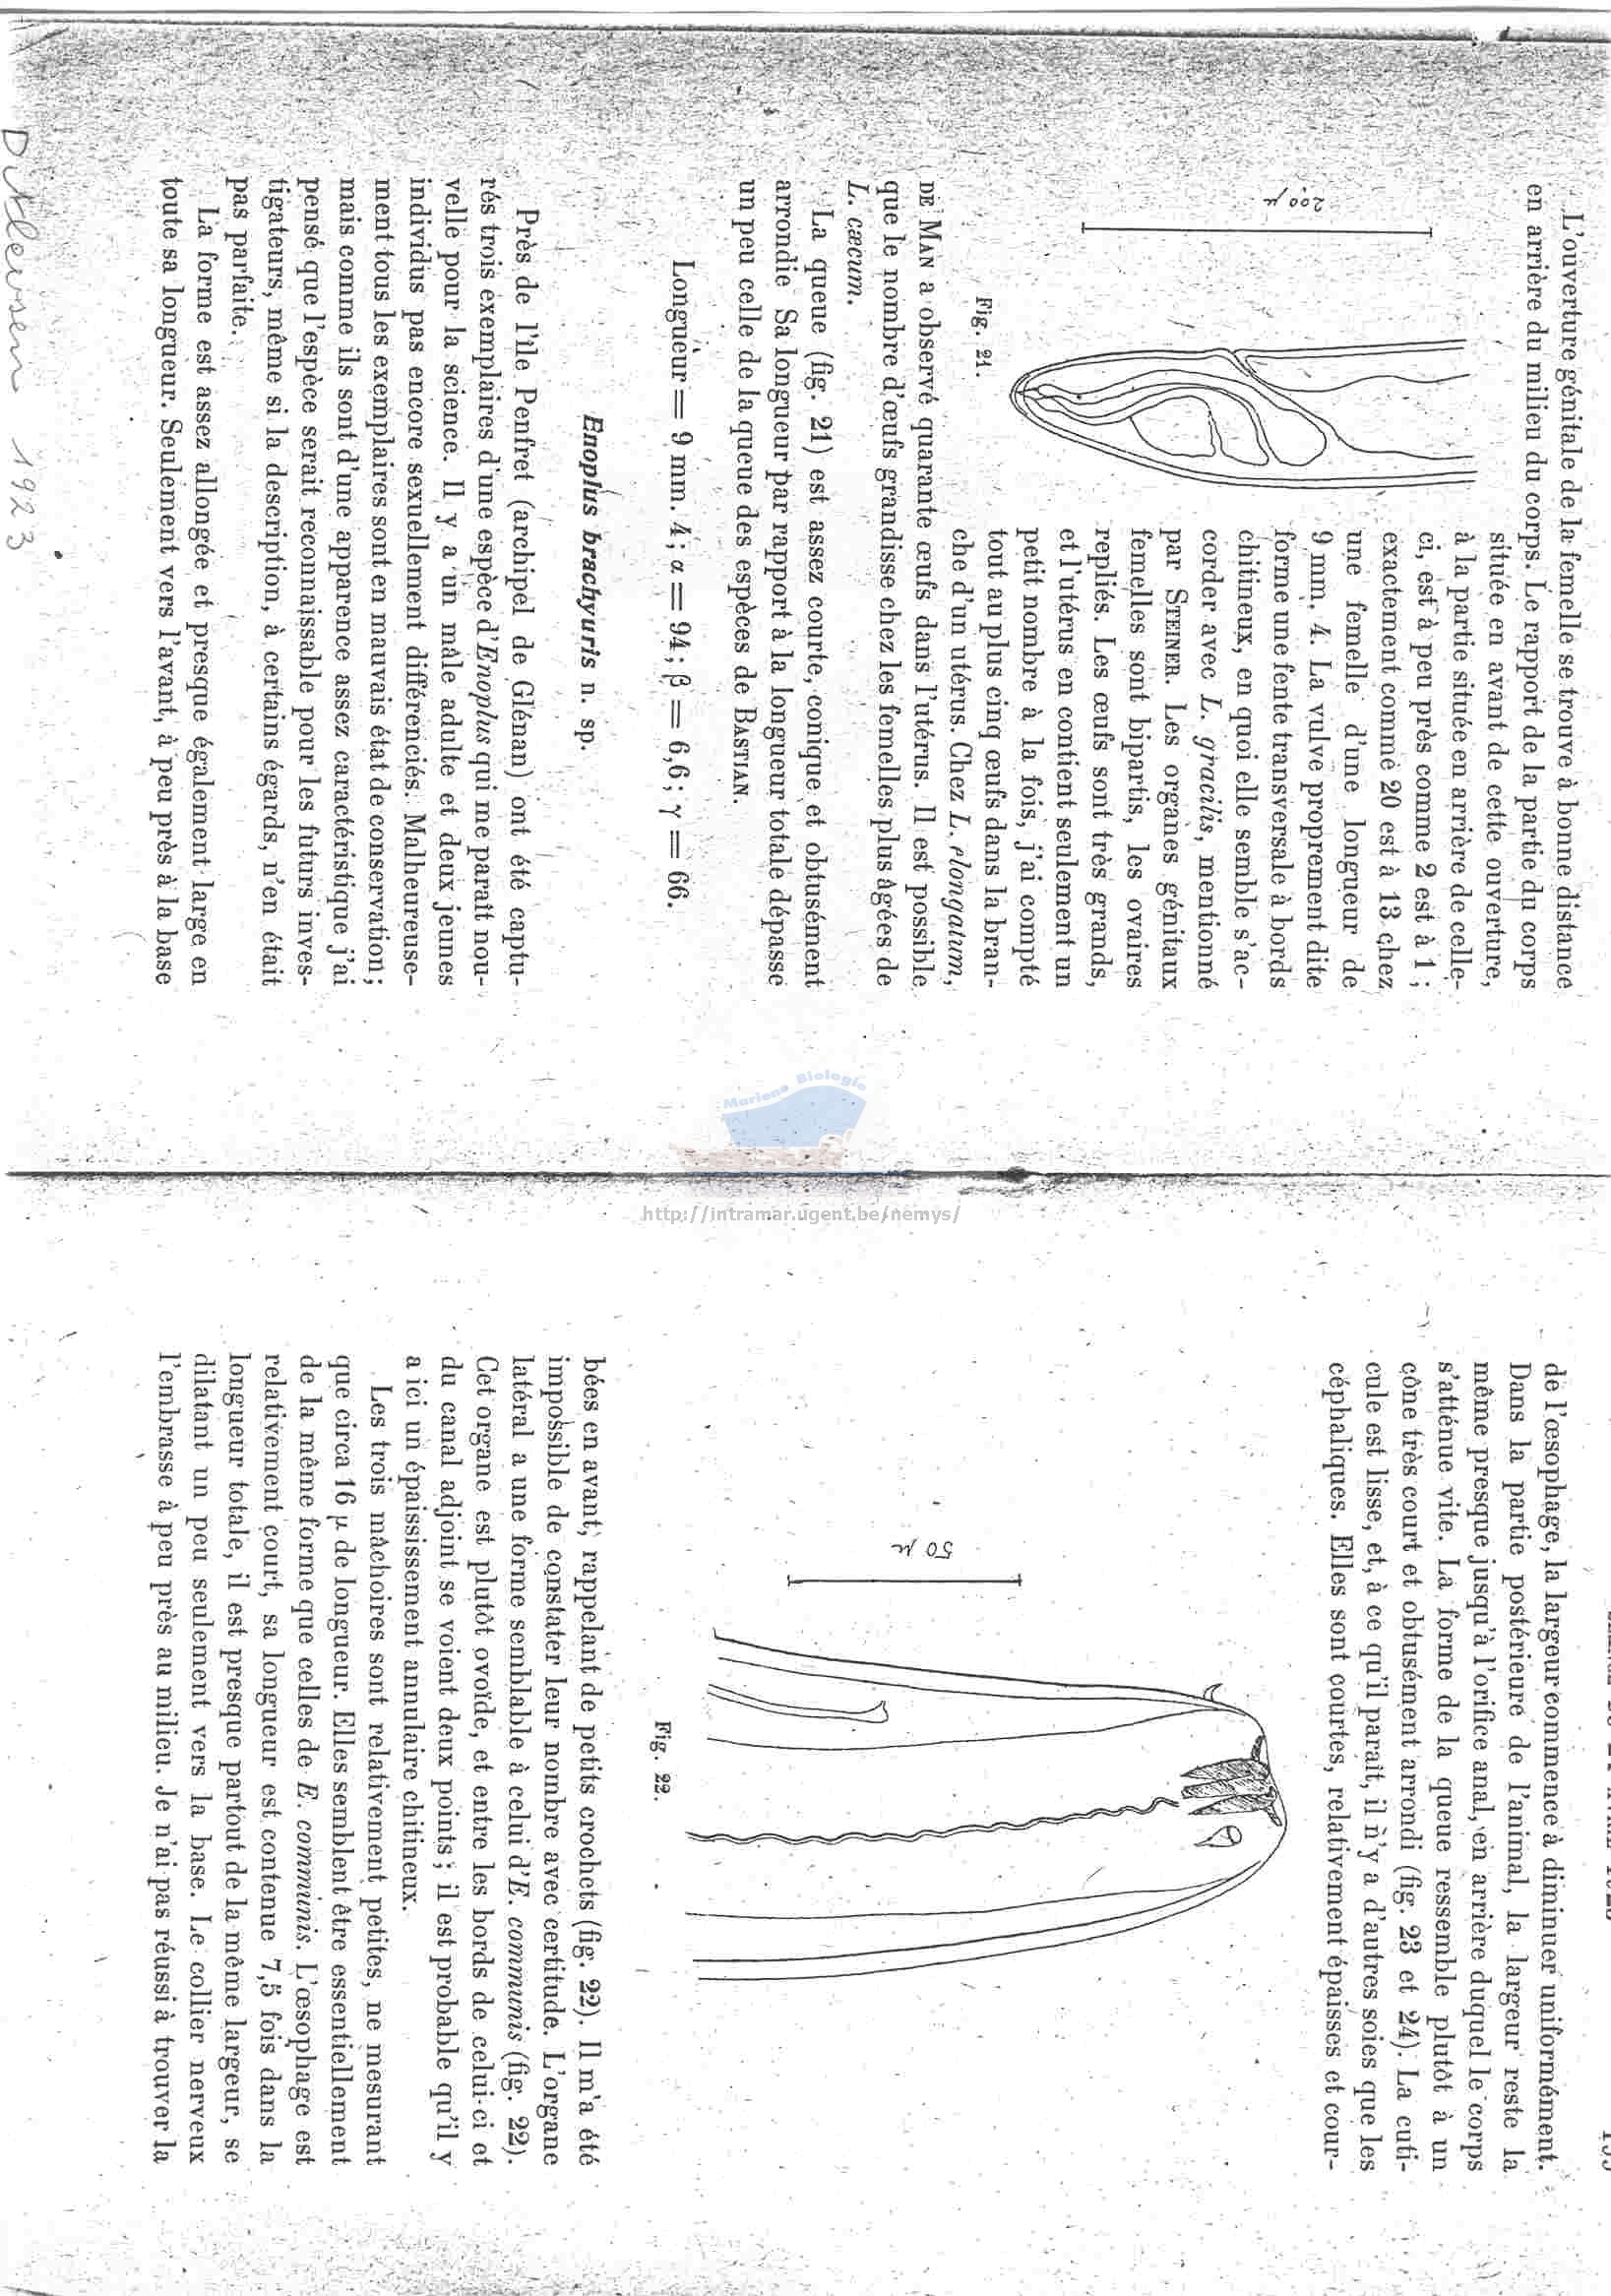 L'ouverture génitale de la femelle se trouve à bonne distance
en arrière du milieu du corps. Le rapport de la partie du corps
située en avant de cette ouverture,
à la partie située en arrière de celle-
ci, est à peu près comme 2 est à 1 ;
exactement comme 20 est à 13 chez
une femelle d'une longueur de
9 mm. 4. La vulve proprement dite
forme une fente transversale à bords
chitineux, en quoi elle semble s'ac-
corder avec L. gracilis, mentionné
par STEINER. Les organes génitaux
femelles sont bipartis, les ovaires
repliés. Les œufs sont très grands,
et l'utérus en contient seulement un
petit nombre à la fois, j'ai compté
tout au plus cinq œufs dans la bran-
che d'un utérus. Chez L. elongatum,
200 µ
Fig. 21.
DE MAN a observé quarante œufs dans l'utérus. Il est possible
que le nombre d'œufs grandisse chez les femelles plus âgées de
L. cæcum.
La queue (fig. 21) est assez courte, conique et obtusément
arrondie Sa longueur par rapport à la longueur totale dépasse
un peu celle de la queue des espèces de BASTIAN.
Longueur = 9 mm. 4 ; α = 94 ; β = 6,6 ; γ = 66.
Enoplus brachyuris n. sp.
Près de l'île Penfret (archipel de Glénan) ont été captu-
rés trois exemplaires d'une espèce d'Enoplus qui me paraît nou-
velle pour la science. Il y a un mâle adulte et deux jeunes
individus pas encore sexuellement différenciés. Malheureuse-
ment tous les exemplaires sont en mauvais état de conservation ;
mais comme ils sont d'une apparence assez caractéristique j'ai
pensé que l'espèce serait reconnaissable pour les futurs inves-
tigateurs, même si la description, à certains égards, n'en était
pas parfaite.
La forme est assez allongée et presque également large en
toute sa longueur. Seulement vers l'avant, à peu près à la base
Ditlevsen 1923
Marine Biologie
http://intramar.ugent.be/nemys/
de l'œsophage, la largeur commence à diminuer uniformément.
Dans la partie postérieure de l'animal, la largeur reste la
même presque jusqu'à l'orifice anal, en arrière duquel le corps
s'atténue vite. La forme de la queue ressemble plutôt à un
cône très court et obtusément arrondi (fig. 23 et 24). La cuti-
cule est lisse, et, à ce qu'il parait, il n'y a d'autres soies que les
céphaliques. Elles sont courtes, relativement épaisses et cour-
50 µ
Fig. 22.
bées en avant, rappelant de petits crochets (fig. 22). Il m'a été
impossible de constater leur nombre avec certitude. L'organe
latéral a une forme semblable à celui d'E. communis (fig. 22).
Cet organe est plutôt ovoïde, et entre les bords de celui-ci et
du canal adjoint se voient deux points ; il est probable qu'il y
a ici un épaississement annulaire chitineux.
Les trois mâchoires sont relativement petites, ne mesurant
que circa 16 µ de longueur. Elles semblent être essentiellement
de la même forme que celles de E. communis. L'œsophage est
relativement court, sa longueur est contenue 7,5 fois dans la
longueur totale, il est presque partout de la même largeur, se
dilatant un peu seulement vers la base. Le collier nerveux
l'embrasse à peu près au milieu. Je n'ai pas réussi à trouver la